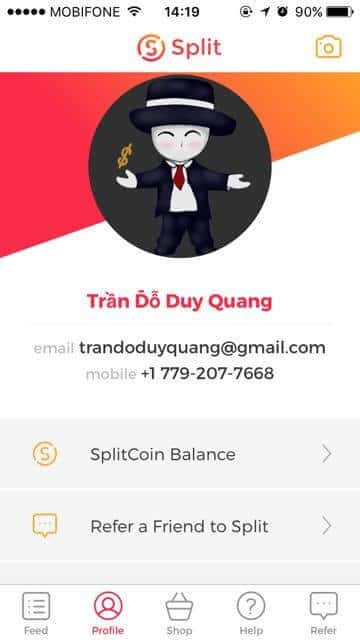 MOBIFONE 14:19 90%
Split
Trần Đỗ Duy Quang
email trandoduyquang@gmail.com
mobile +1 779-207-7668
SplitCoin Balance
Refer a Friend to Split
Feed Profile Shop Help Refer